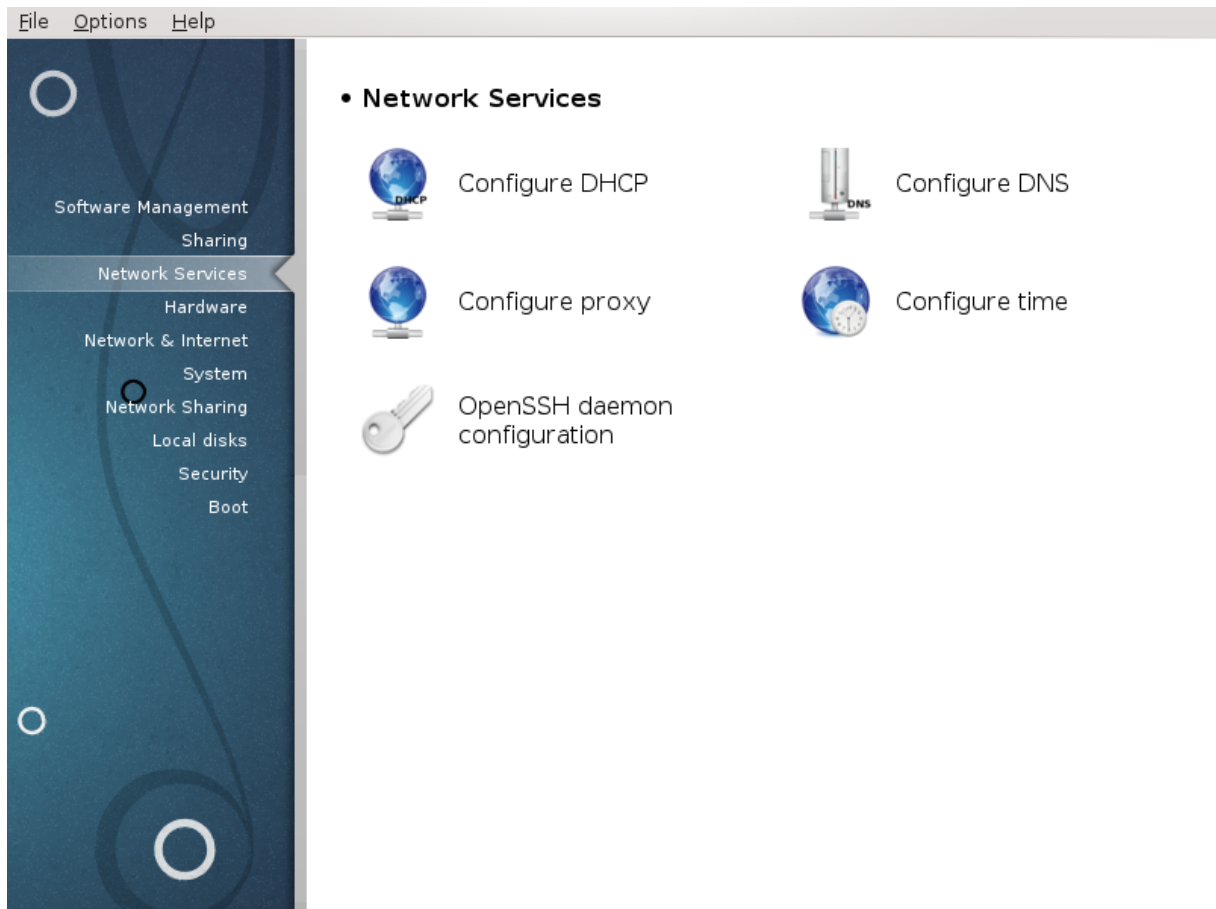 File Options Help
Software Management
Sharing
Network Services
Hardware
Network & Internet
System
Network Sharing
Local disks
Security
Boot
• Network Services
DHCP
Configure DHCP
DNS
Configure DNS
Configure proxy
Configure time
OpenSSH daemon
configuration